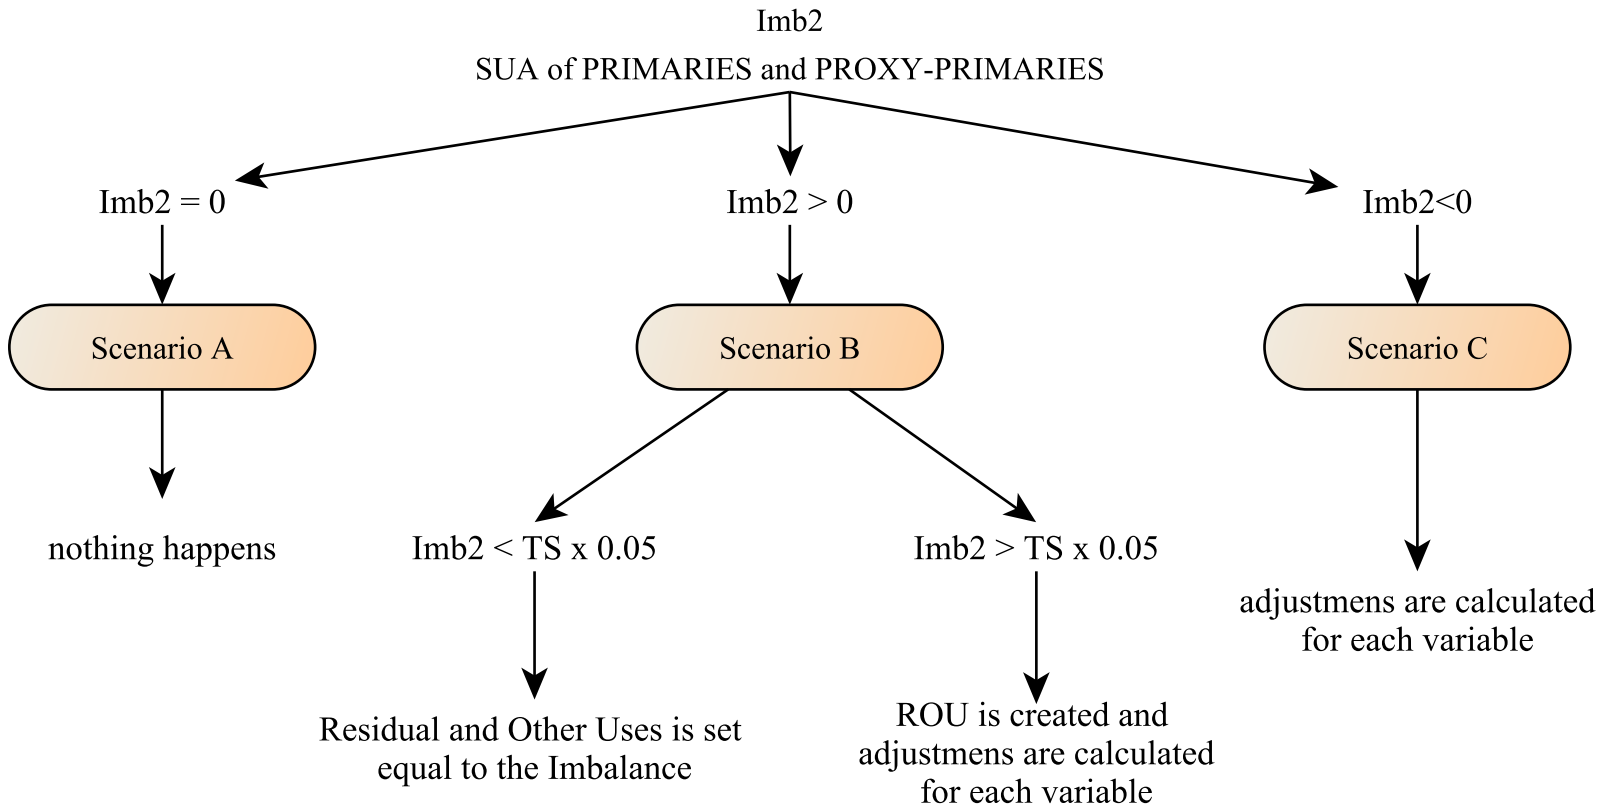 Imb2
SUA of PRIMARIES and PROXY-PRIMARIES
Imb2 = 0
Imb2 > 0
Imb2<0
Scenario A
Scenario B
Scenario C
nothing happens
Imb2 < TS x 0.05
Imb2 > TS x 0.05
adjustmens are calculated
for each variable
Residual and Other Uses is set
equal to the Imbalance
ROU is created and
adjustmens are calculated
for each variable